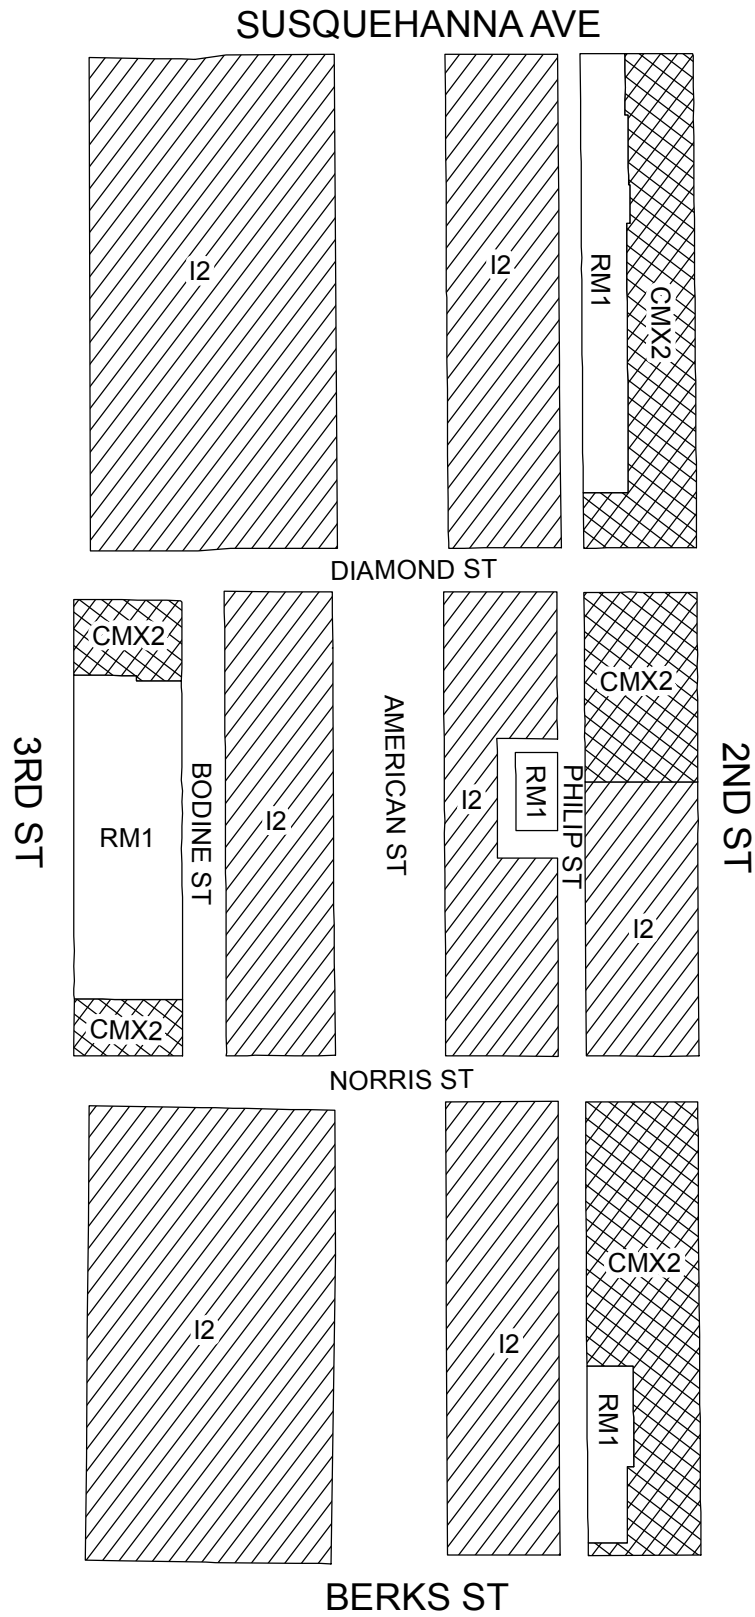 SUSQUEHANNA AVE
I2
I2
RM1
CMX2
DIAMOND ST
CMX2
CMX2
3RD ST
RM1
BODINE ST
I2
AMERICAN ST
I2
RM1
PHILIP ST
I2
2ND ST
CMX2
NORRIS ST
I2
I2
CMX2
RM1
BERKS ST